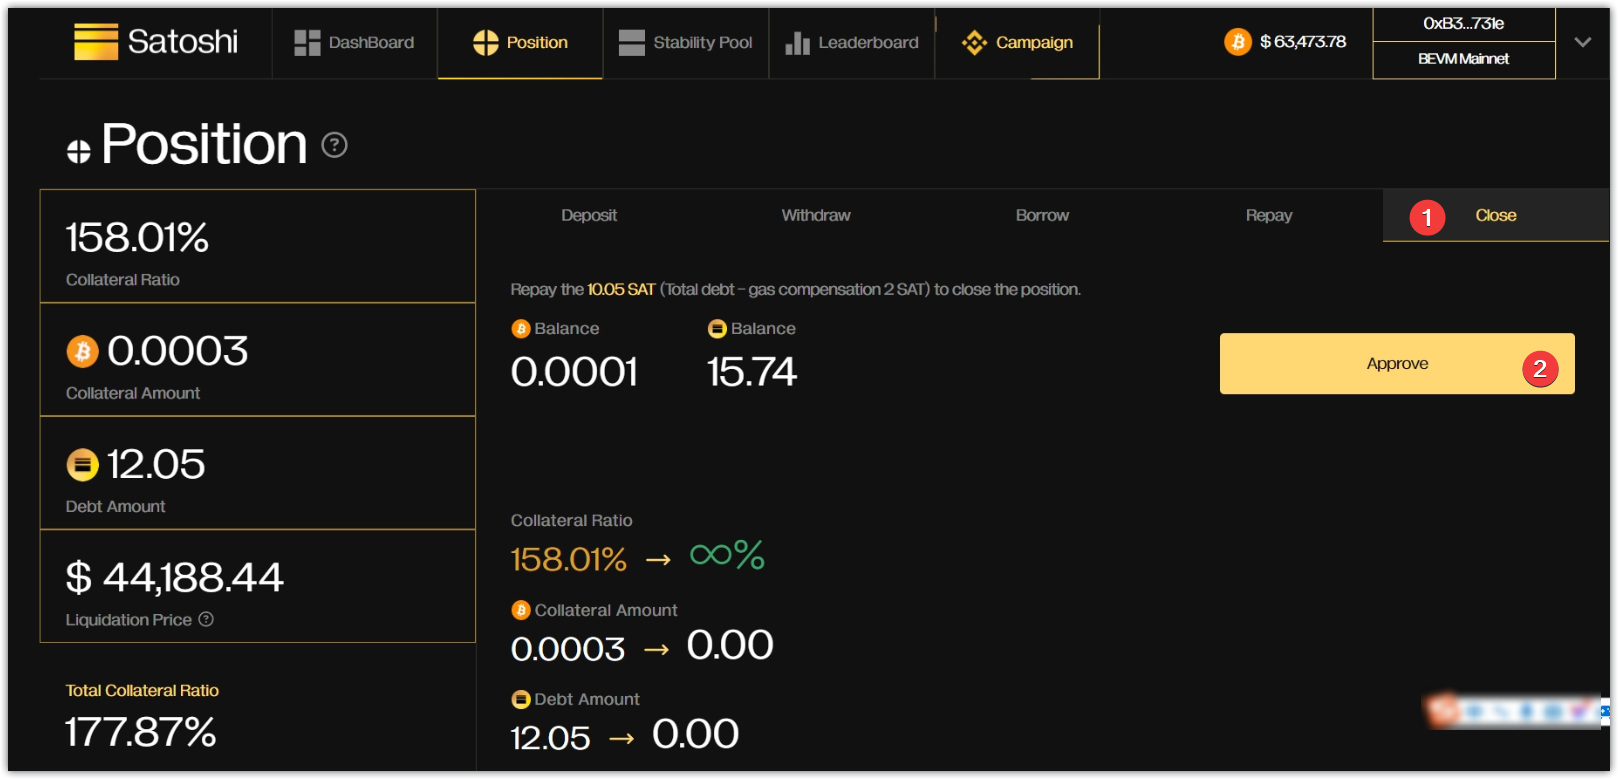 Satoshi
DashBoard
Position
Stability Pool
Leaderboard
Campaign
$ 63,473.78
0xB3...731e
BEVM Mainnet
Position ?
158.01%
Collateral Ratio
0.0003
Collateral Amount
12.05
Debt Amount
$ 44,188.44
Liquidation Price ?
Total Collateral Ratio
177.87%
Deposit
Withdraw
Borrow
Repay
1 Close
Repay the 10.05 SAT (Total debt – gas compensation 2 SAT) to close the position.
Balance
0.0001
Balance
15.74
Approve 2
Collateral Ratio
158.01% → ∞%
Collateral Amount
0.0003 → 0.00
Debt Amount
12.05 → 0.00